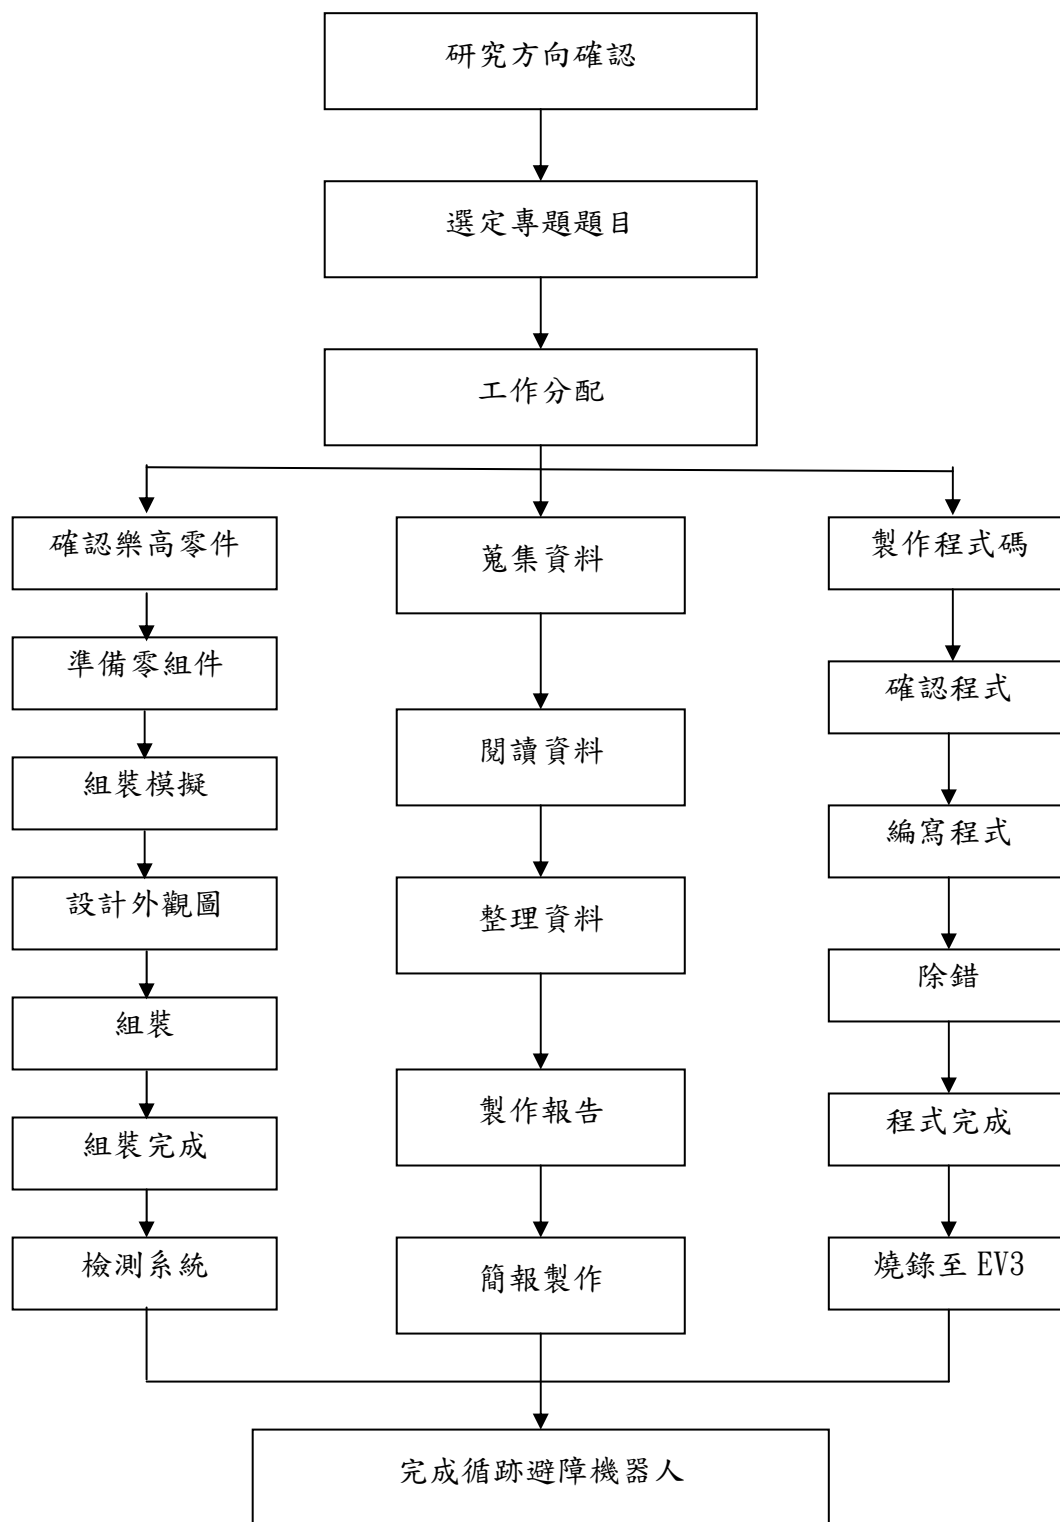 研究方向確認
選定專題題目
工作分配
確認樂高零件
準備零組件
組裝模擬
設計外觀圖
組裝
組裝完成
檢測系統
蒐集資料
閱讀資料
整理資料
製作報告
簡報製作
製作程式碼
確認程式
編寫程式
除錯
程式完成
燒錄至 EV3
完成循跡避障機器人